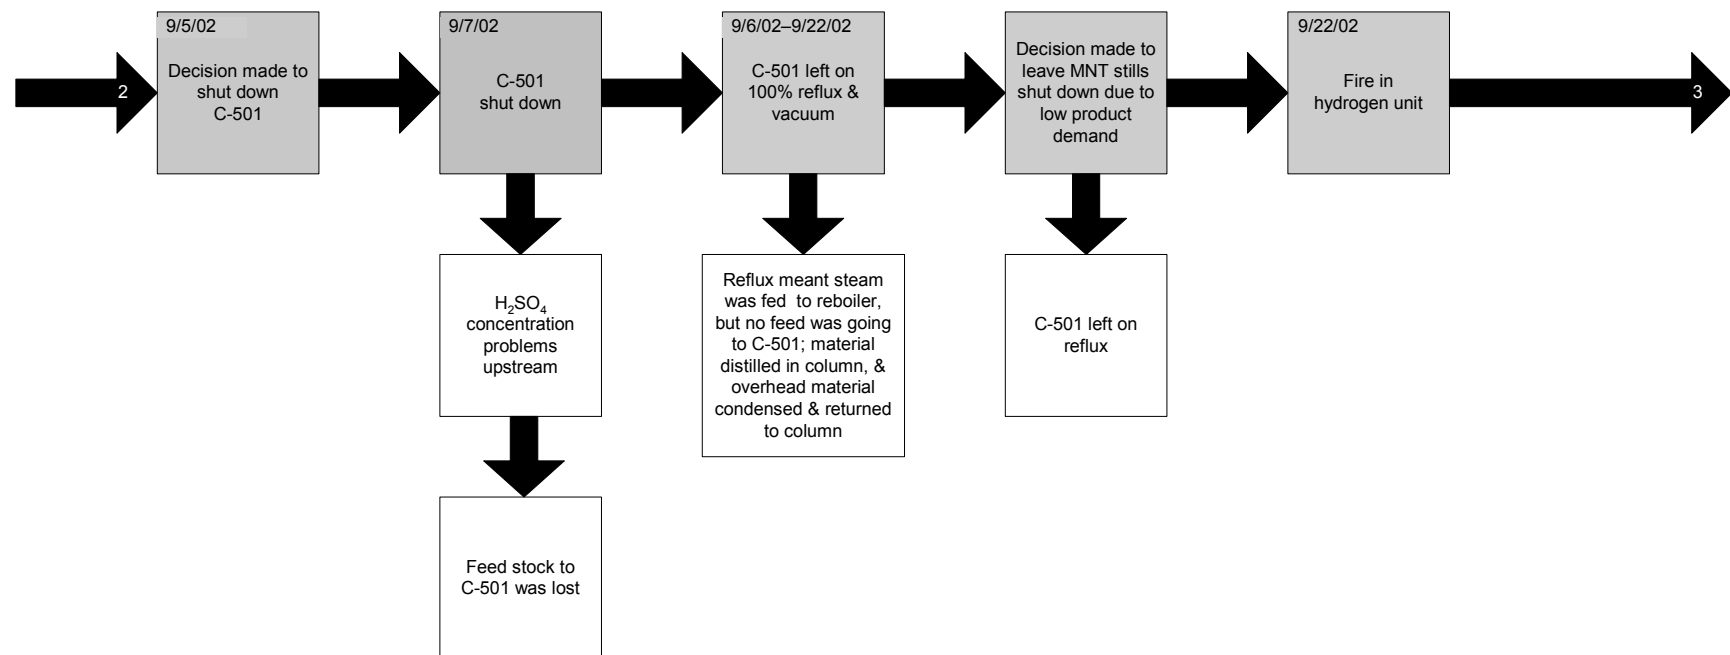 2
9/5/02
Decision made to
shut down
C-501
9/7/02
C-501
shut down
9/6/02–9/22/02
C-501 left on
100% reflux &
vacuum
Decision made to
leave MNT stills
shut down due to
low product
demand
9/22/02
Fire in
hydrogen unit
3
H₂SO₄
concentration
problems
upstream
Reflux meant steam
was fed to reboiler,
but no feed was going
to C-501; material
distilled in column, &
overhead material
condensed & returned
to column
C-501 left on
reflux
Feed stock to
C-501 was lost